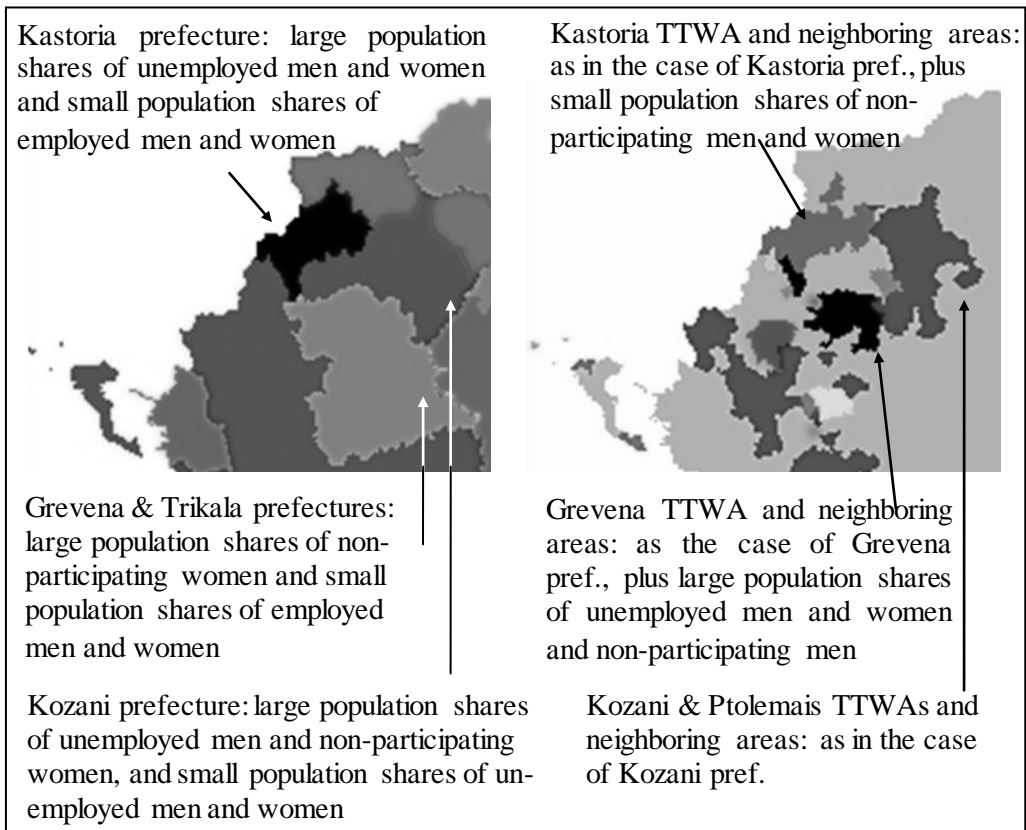 Kastoria prefecture: large population
shares of unemployed men and women
and small population shares of
employed men and women
Kastoria TTWA and neighboring areas:
as in the case of Kastoria pref., plus
small population shares of non-
participating men and women
Grevena & Trikala prefectures:
large population shares of non-
participating women and small
population shares of employed
men and women
Grevena TTWA and neighboring
areas: as the case of Grevena
pref., plus large population shares
of unemployed men and women
and non-participating men
Kozani prefecture: large population shares
of unemployed men and non-participating
women, and small population shares of un-
employed men and women
Kozani & Ptolemais TTWAs and
neighboring areas: as in the case
of Kozani pref.